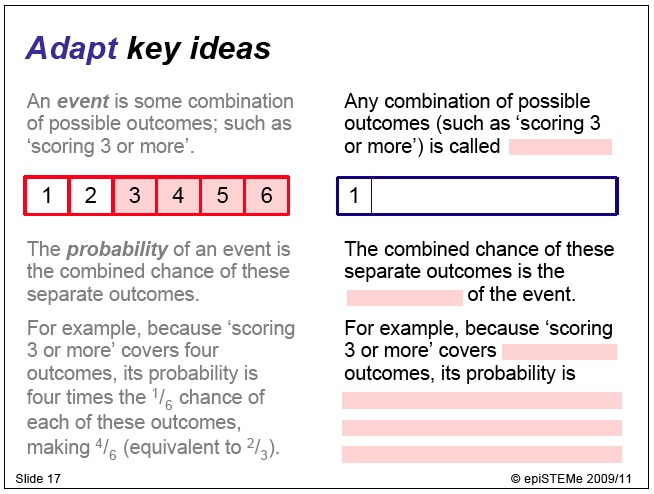 Adapt key ideas
An event is some combination
of possible outcomes; such as
‘scoring 3 or more’.
1 2 3 4 5 6
The probability of an event is
the combined chance of these
separate outcomes.
For example, because ‘scoring
3 or more’ covers four
outcomes, its probability is
four times the 1/6 chance of
each of these outcomes,
making 4/6 (equivalent to 2/3).
Any combination of possible
outcomes (such as ‘scoring 3
or more’) is called
1
The combined chance of these
separate outcomes is the
of the event.
For example, because ‘scoring
3 or more’ covers
outcomes, its probability is
Slide 17
© epiSTEMe 2009/11